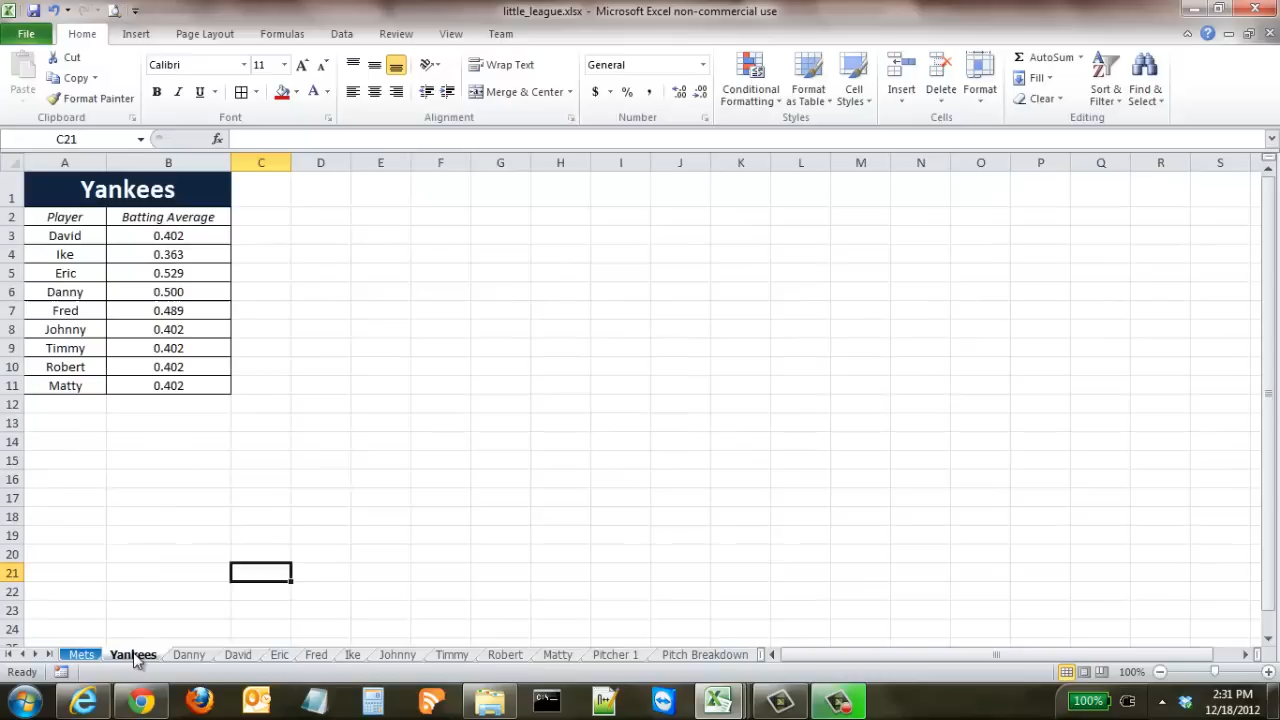 little_league.xlsx - Microsoft Excel non-commercial use
File Home Insert Page Layout Formulas Data Review View Team
Paste
Cut
Copy
Format Painter
Clipboard
Calibri 11
B I U
Font
Wrap Text
Merge & Center
Alignment
General
$ % , .00
Number
Conditional Formatting
Format as Table
Cell Styles
Styles
Insert
Delete
Format
Cells
Σ AutoSum
Fill
Clear
Sort & Filter
Find & Select
Editing
C21 fx
A B C D E F G H I J K L M N O P Q R S
1 Yankees
2 Player Batting Average
3 David 0.402
4 Ike 0.363
5 Eric 0.529
6 Danny 0.500
7 Fred 0.489
8 Johnny 0.402
9 Timmy 0.402
10 Robert 0.402
11 Matty 0.402
12
13
14
15
16
17
18
19
20
21
22
23
24
Mets Yankees Danny David Eric Fred Ike Johnny Timmy Robert Matty Pitcher 1 Pitch Breakdown
Ready 100%
100% 2:31 PM
12/18/2012